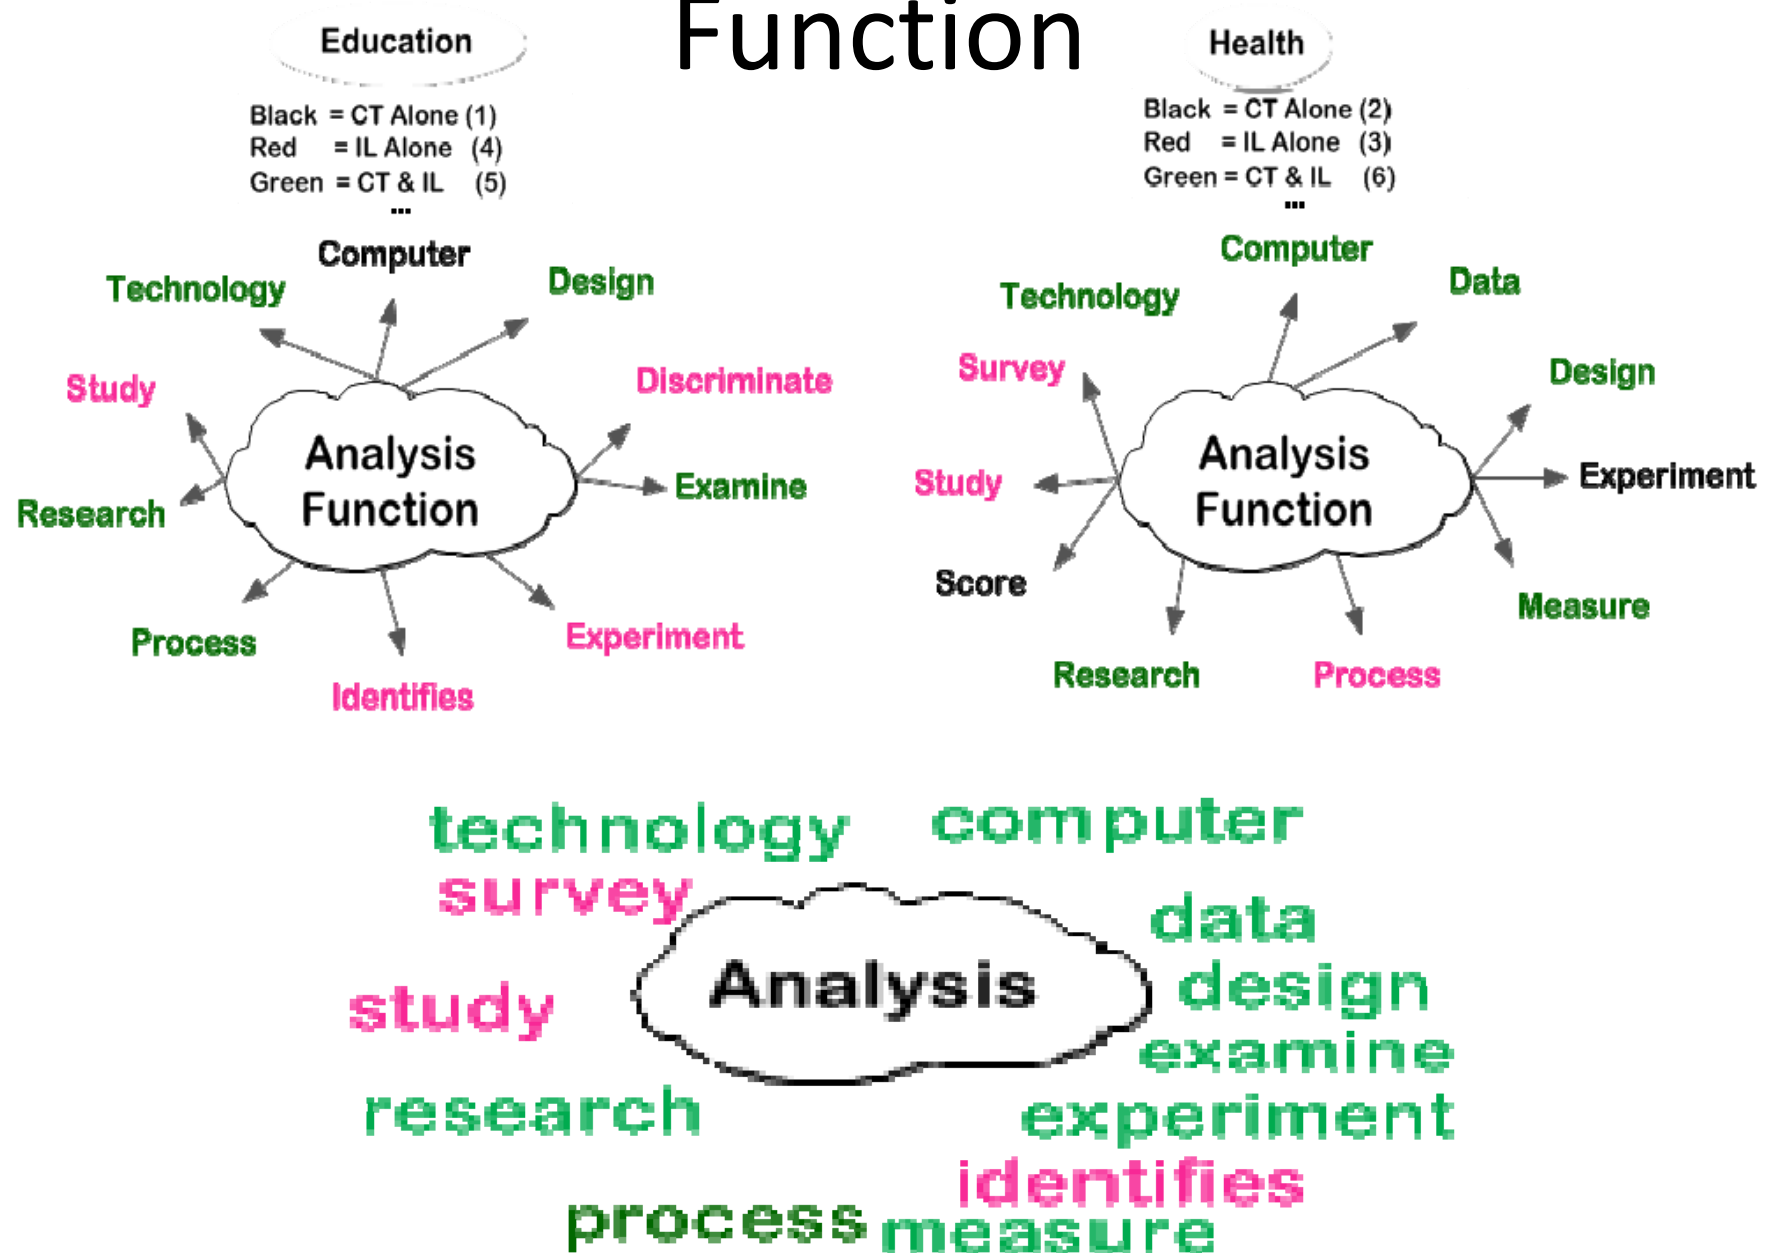 Function
Education
Black = CT Alone (1)
Red = IL Alone (4)
Green = CT & IL (5)
...
Computer
Technology
Design
Study
Discriminate
Analysis
Function
Examine
Research
Process
Experiment
Identifies
Health
Black = CT Alone (2)
Red = IL Alone (3)
Green = CT & IL (6)
...
Computer
Technology
Data
Survey
Design
Analysis
Function
Experiment
Study
Score
Measure
Research
Process
technology
computer
survey
data
Analysis
design
study
examine
research
experiment
identifies
process
measure